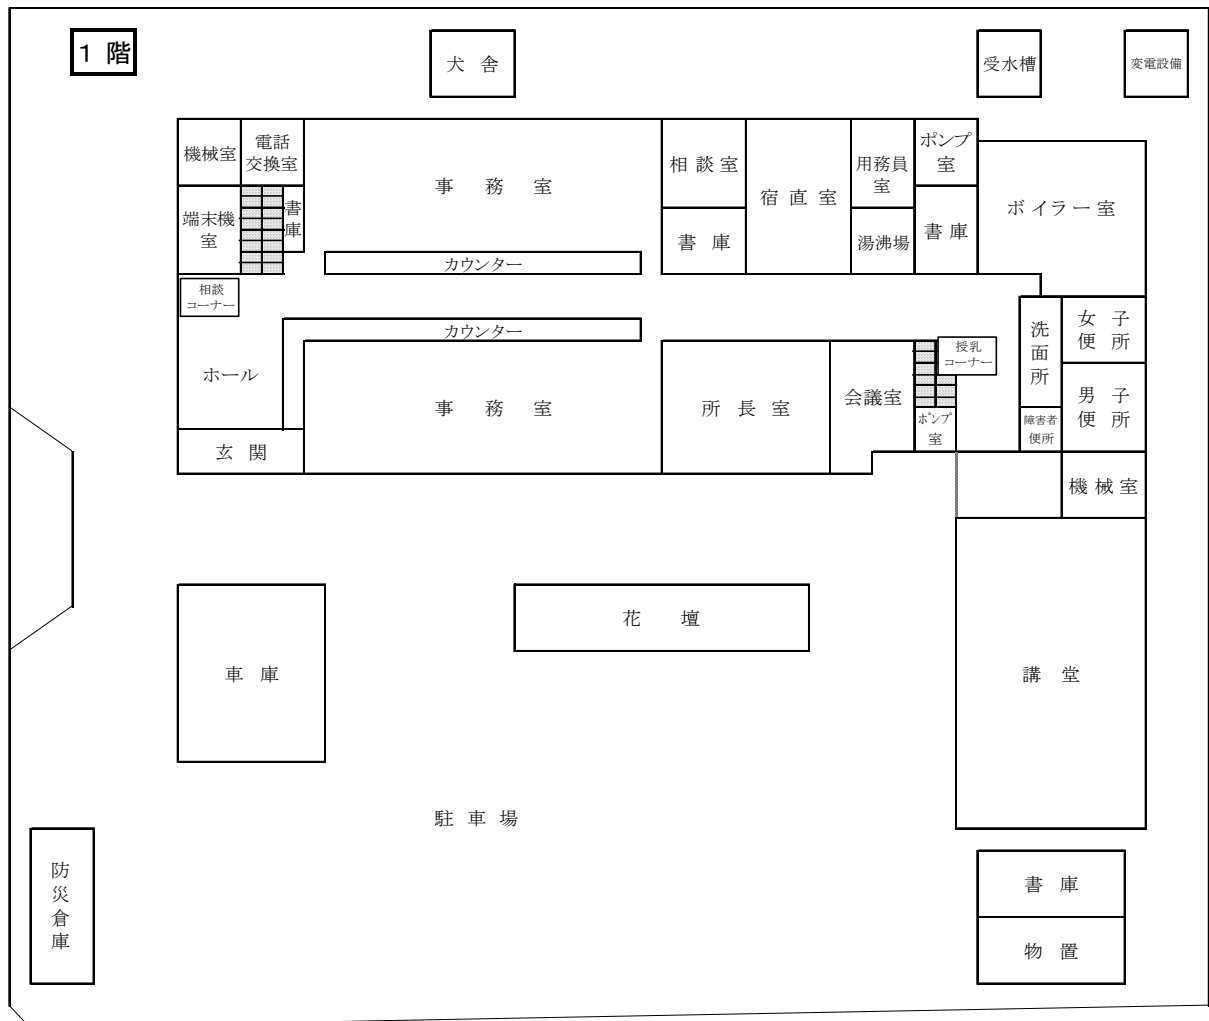 1 階
犬 舎
受水槽
変電設備
機械室
電話
交換室
事 務 室
相 談 室
宿 直 室
用務員
室
ポンプ
室
ボ イ ラ ー 室
端末機
室
書
庫
書 庫
湯沸場
書 庫
カウンター
相談
コーナー
カウンター
ホール
事 務 室
所 長 室
会議室
授乳
コーナー
ポンプ
室
洗
面
所
女 子
便 所
男 子
便 所
障害者
便所
玄 関
機 械 室
花 壇
車 庫
講 堂
駐 車 場
防
災
倉
庫
書 庫
物 置